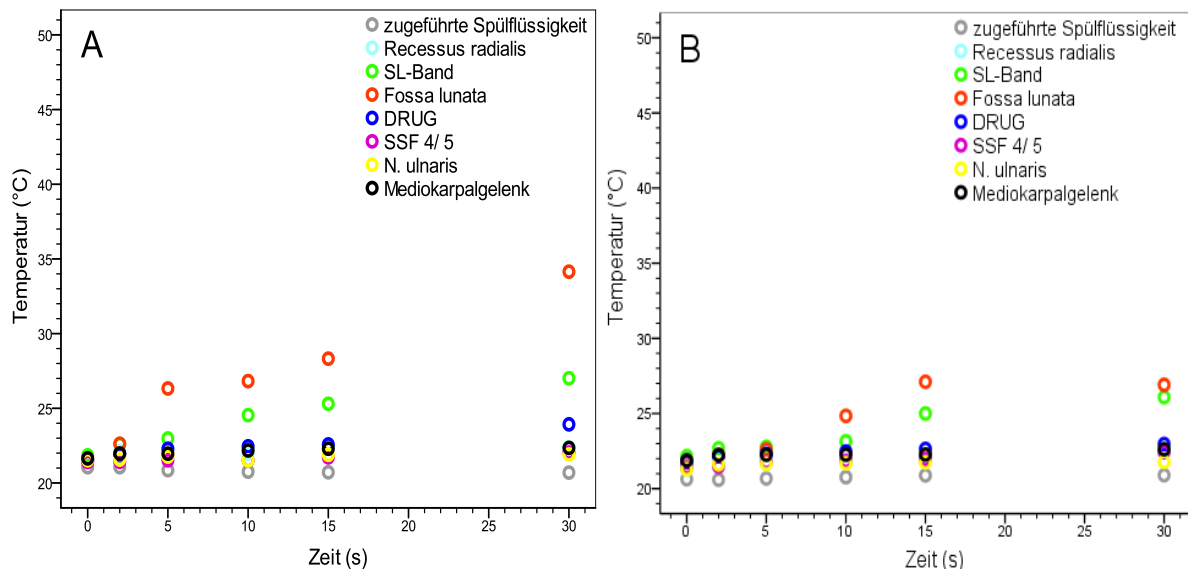 A
zugeführte Spülflüssigkeit
Recessus radialis
SL-Band
Fossa lunata
DRUG
SSF 4/ 5
N. ulnaris
Mediokarpalgelenk
50
45
40
35
30
25
20
Temperatur (°C)
0
5
10
15
20
25
30
Zeit (s)
B
zugeführte Spülflüssigkeit
Recessus radialis
SL-Band
Fossa lunata
DRUG
SSF 4/ 5
N. ulnaris
Mediokarpalgelenk
50
45
40
35
30
25
20
Temperatur (°C)
0
5
10
15
20
25
30
Zeit (s)